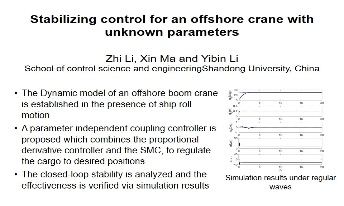 Stabilizing control for an offshore crane with
unknown parameters
Zhi Li, Xin Ma and Yibin Li
School of control science and engineeringShandong University, China
• The Dynamic model of an offshore boom crane
is established in the presence of ship roll
motion
• A parameter independent coupling controller is
proposed which combines the proportional
derivative controller and the SMC, to regulate
the cargo to desired positions
• The closed-loop stability is analyzed and the
effectiveness is verified via simulation results
Simulation results under regular
waves